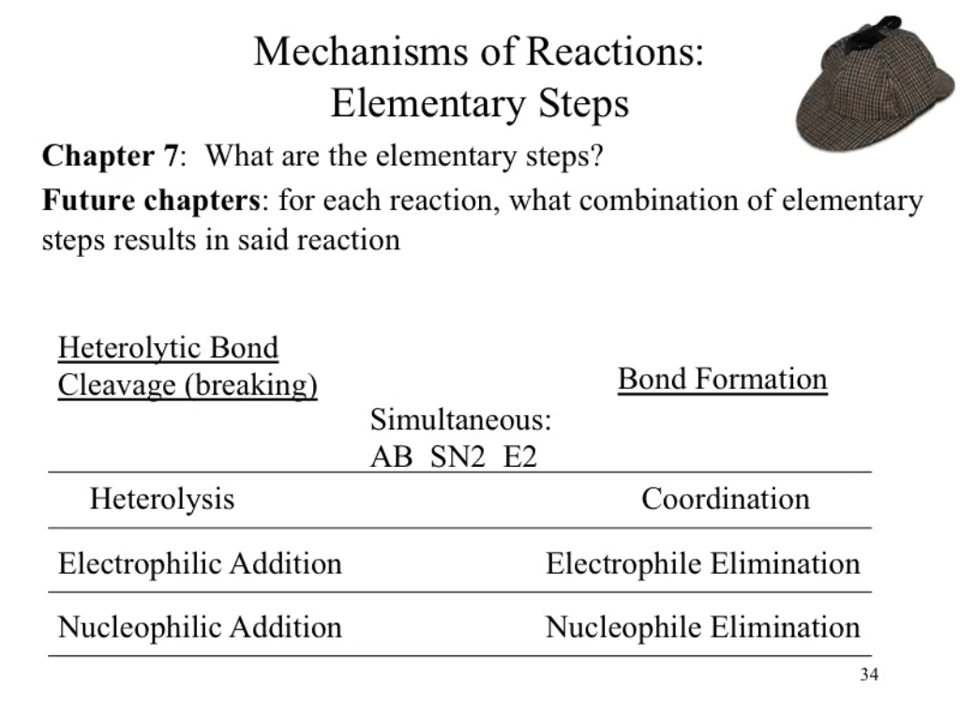 Mechanisms of Reactions:
Elementary Steps
Chapter 7:  What are the elementary steps?
Future chapters: for each reaction, what combination of elementary
steps results in said reaction
Heterolytic Bond
Cleavage (breaking)
Bond Formation
Simultaneous:
AB  SN2  E2
Heterolysis
Coordination
Electrophilic Addition
Electrophile Elimination
Nucleophilic Addition
Nucleophile Elimination
34